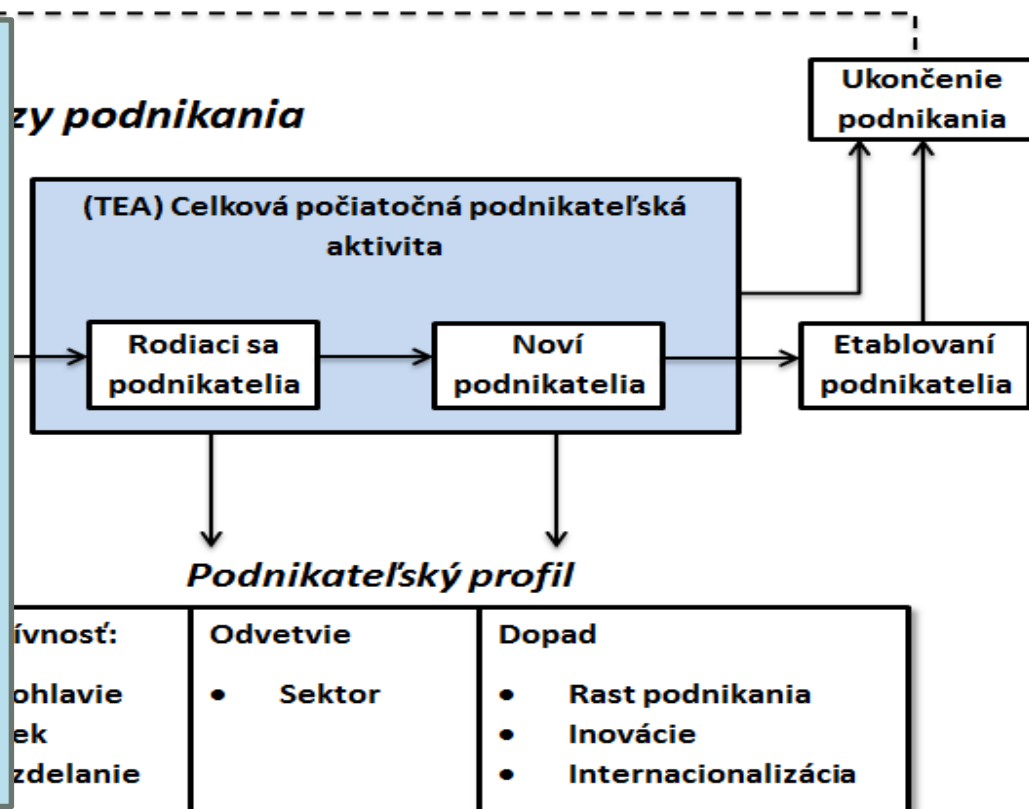 zy podnikania
Ukončenie
podnikania
(TEA) Celková počiatočná podnikateľská
aktivita
Rodiaci sa
podnikatelia
Noví
podnikatelia
Etablovaní
podnikatelia
Podnikateľský profil
ívnosť:
ohlavie
ek
zdelanie
Odvetvie
• Sektor
Dopad
• Rast podnikania
• Inovácie
• Internacionalizácia